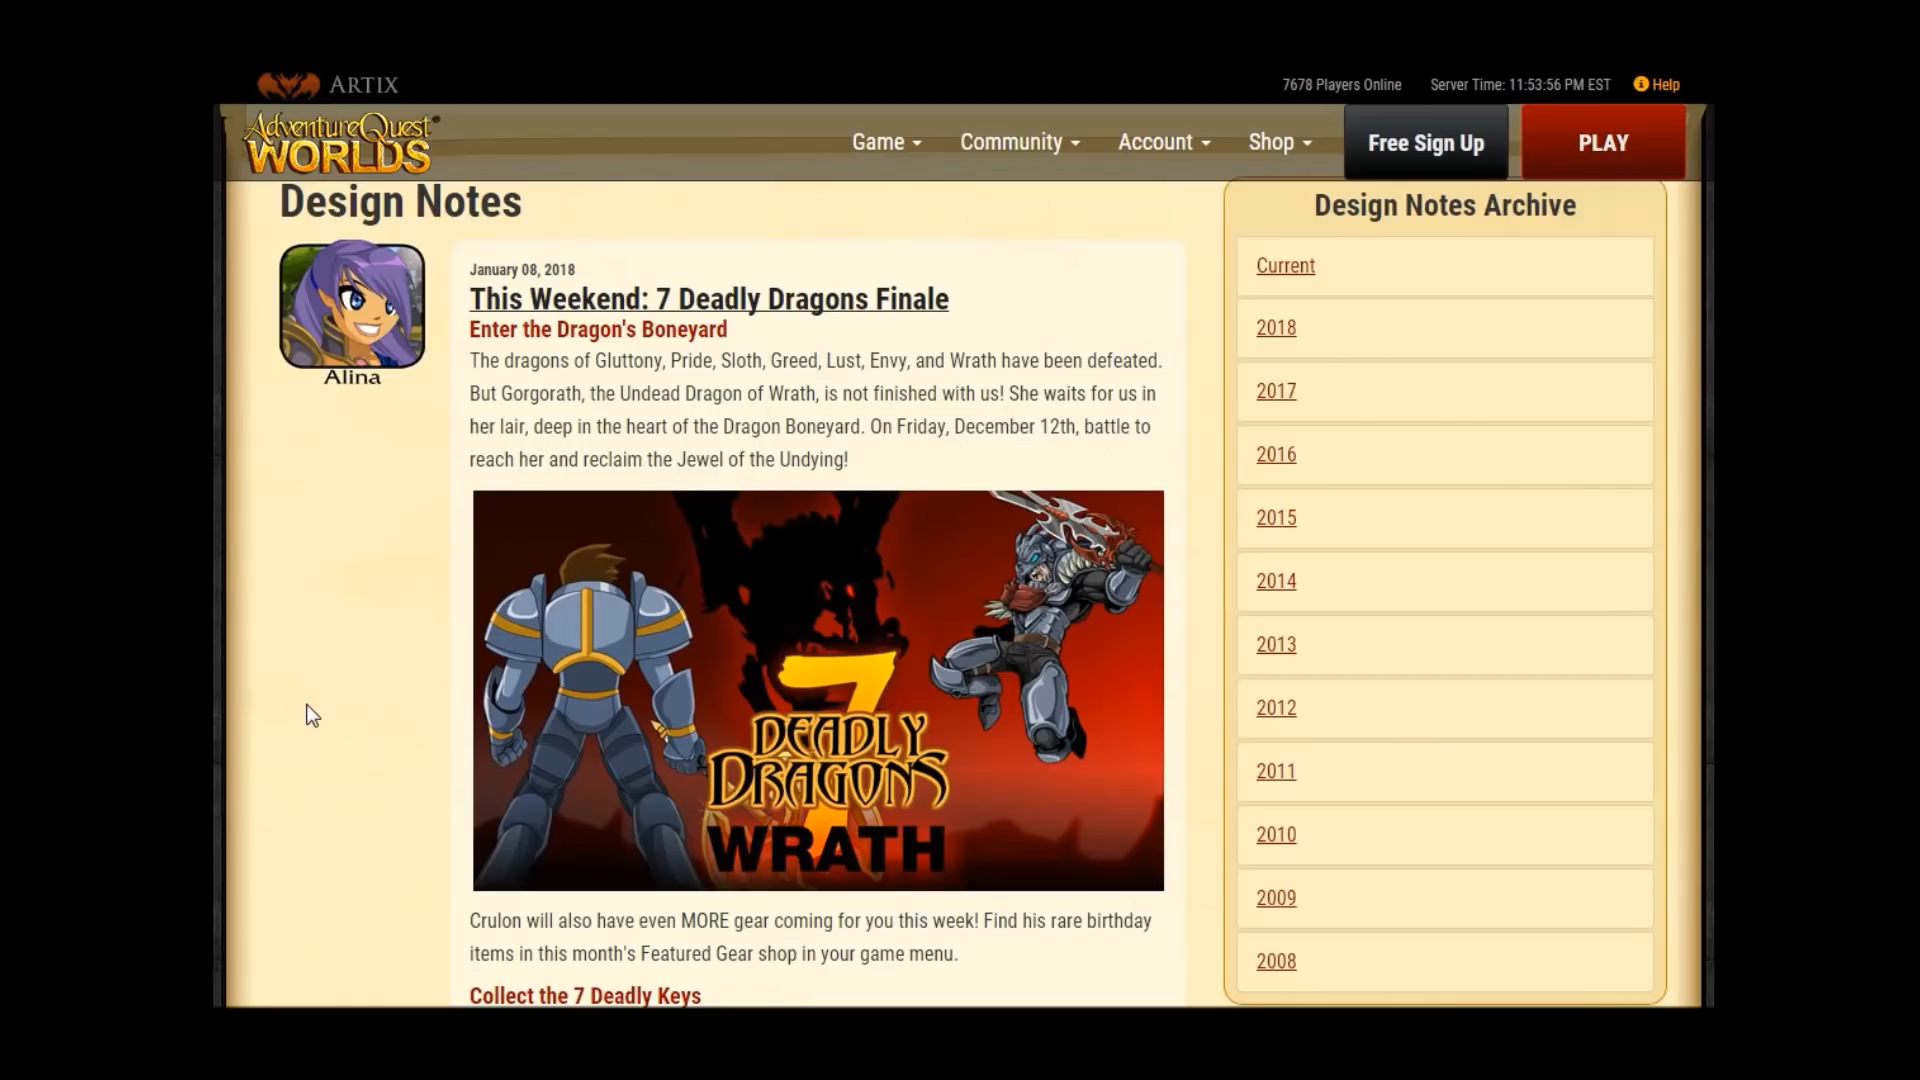 ARTIX
7678 Players Online
Server Time: 11:53:56 PM EST
Help
AdventureQuest
WORLDS
Game
Community
Account
Shop
Free Sign Up
PLAY
Design Notes
Alina
January 08, 2018
This Weekend: 7 Deadly Dragons Finale
Enter the Dragon's Boneyard
The dragons of Gluttony, Pride, Sloth, Greed, Lust, Envy, and Wrath have been defeated.
But Gorgorath, the Undead Dragon of Wrath, is not finished with us! She waits for us in
her lair, deep in the heart of the Dragon Boneyard. On Friday, December 12th, battle to
reach her and reclaim the Jewel of the Undying!
7
DEADLY
DRAGONS
WRATH
Crulon will also have even MORE gear coming for you this week! Find his rare birthday
items in this month's Featured Gear shop in your game menu.
Collect the 7 Deadly Keys
Design Notes Archive
Current
2018
2017
2016
2015
2014
2013
2012
2011
2010
2009
2008